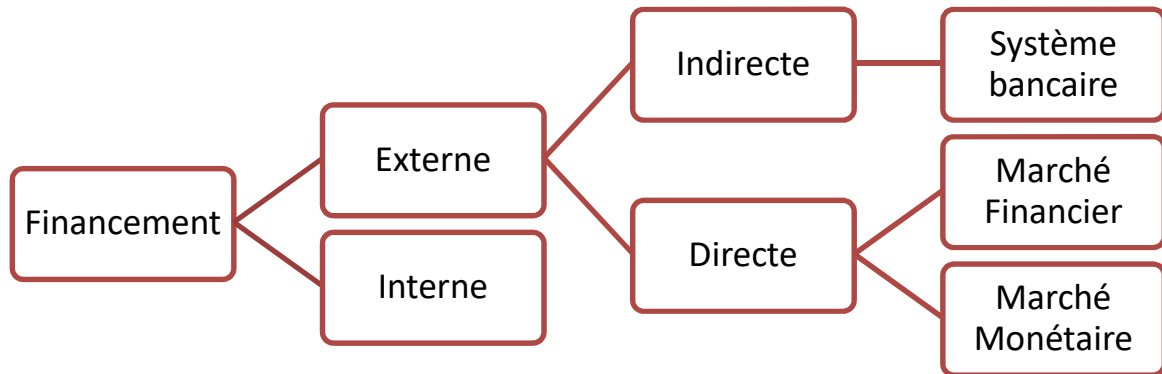 Financement
Externe
Interne
Indirecte
Directe
Système
bancaire
Marché
Financier
Marché
Monétaire